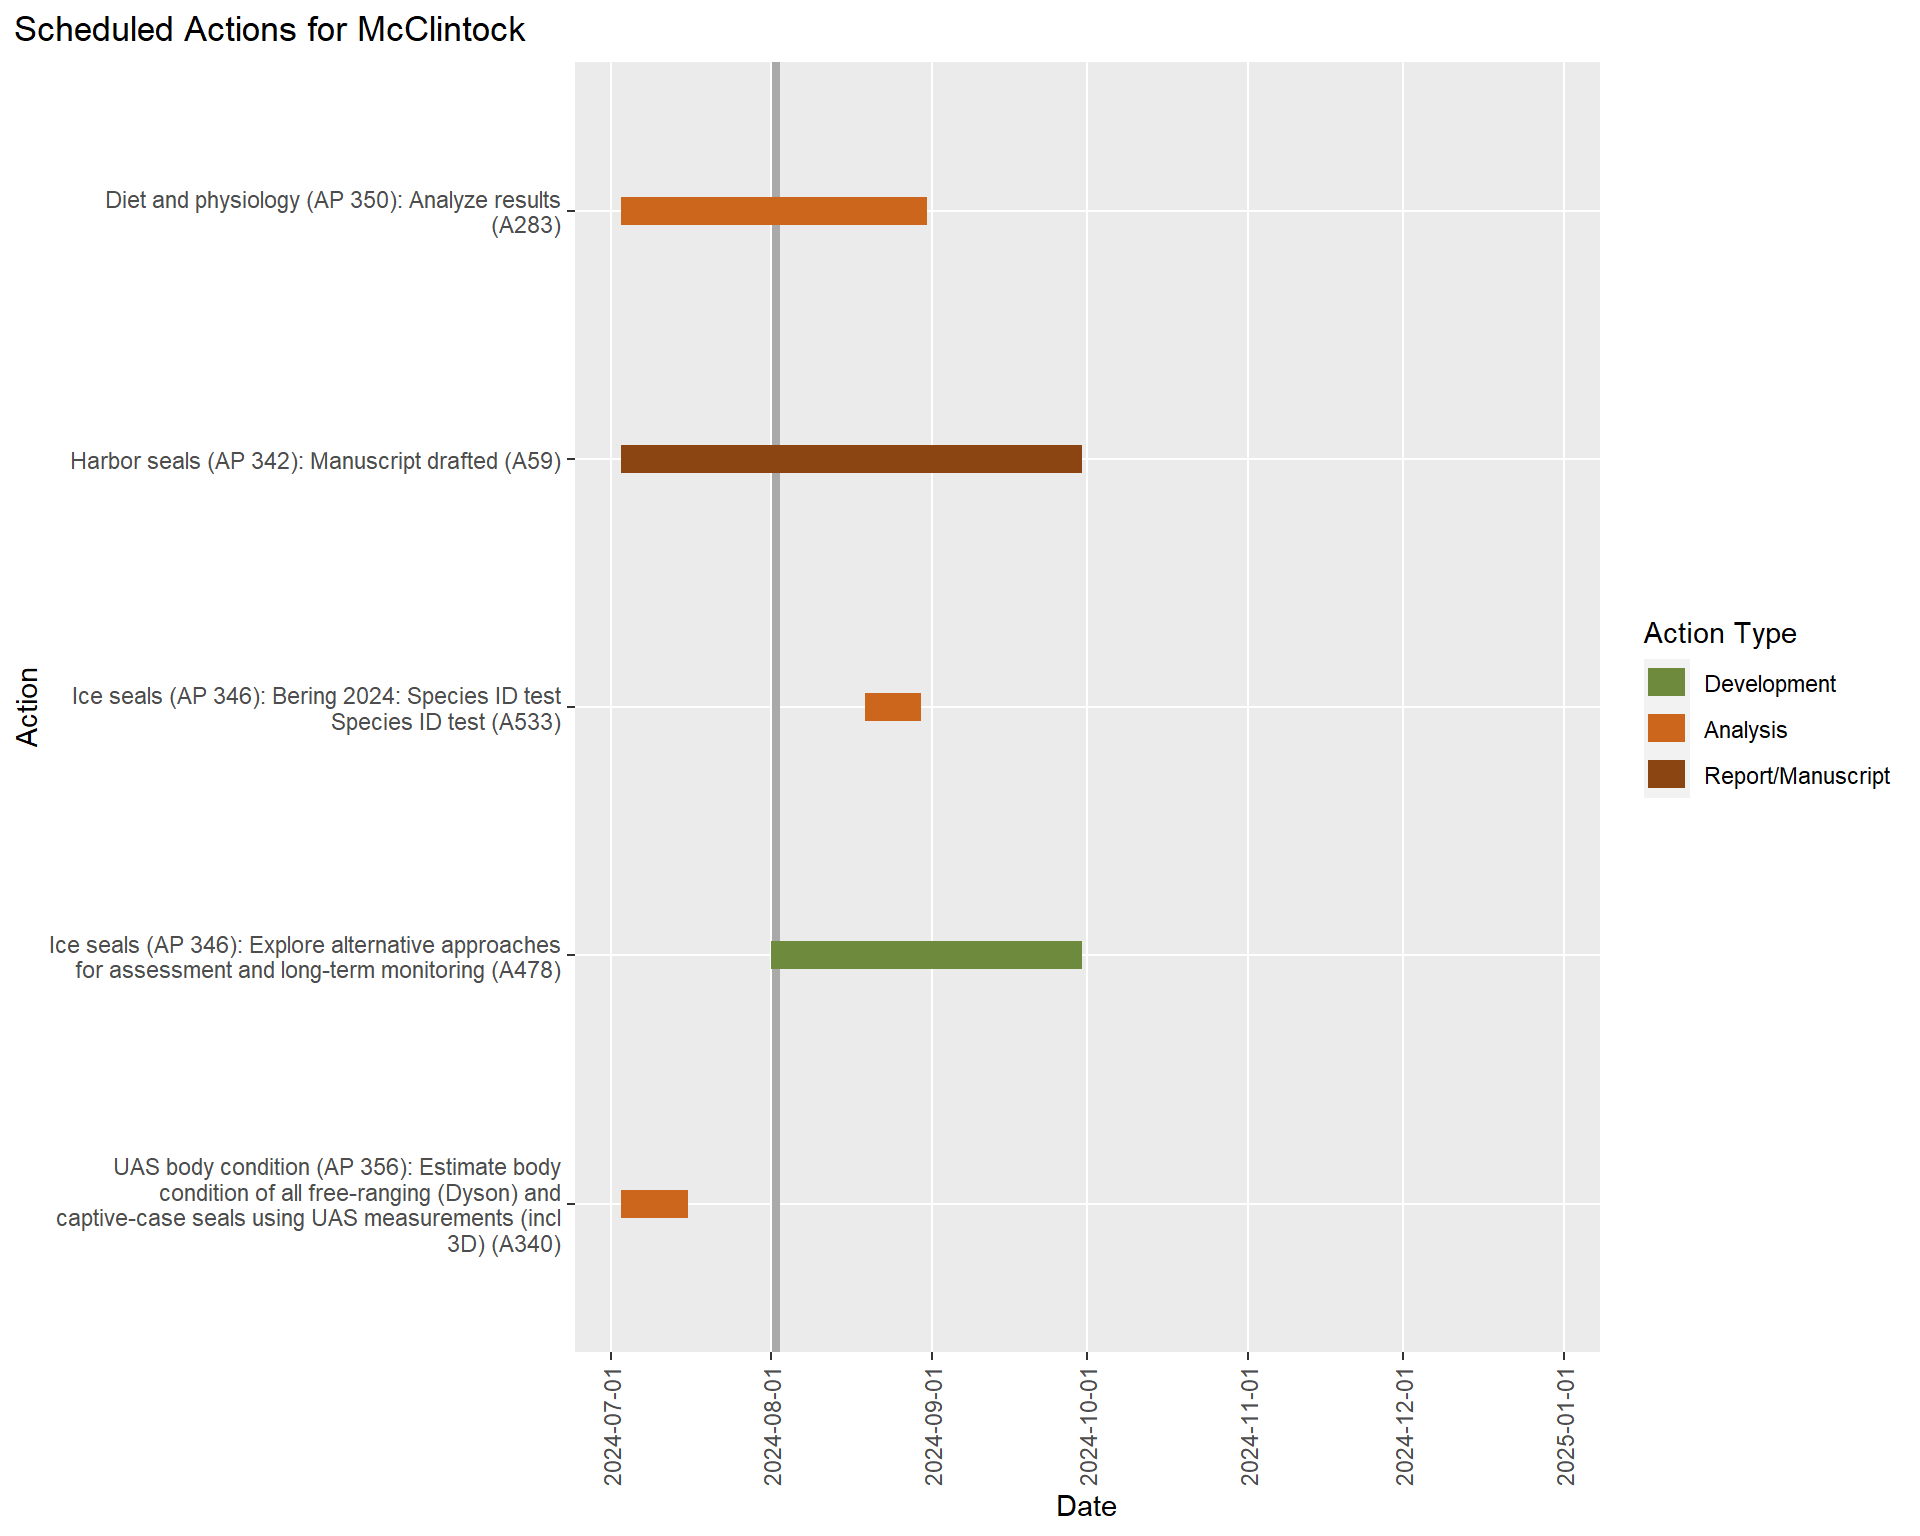 Scheduled Actions for McClintock
Diet and physiology (AP 350): Analyze results
(A283)
Harbor seals (AP 342): Manuscript drafted (A59)
Ice seals (AP 346): Bering 2024: Species ID test
Species ID test (A533)
Ice seals (AP 346): Explore alternative approaches
for assessment and long-term monitoring (A478)
UAS body condition (AP 356): Estimate body
condition of all free-ranging (Dyson) and
captive-case seals using UAS measurements (incl
3D) (A340)
Action
2024-07-01
2024-08-01
2024-09-01
2024-10-01
2024-11-01
2024-12-01
2025-01-01
Date
Action Type
Development
Analysis
Report/Manuscript